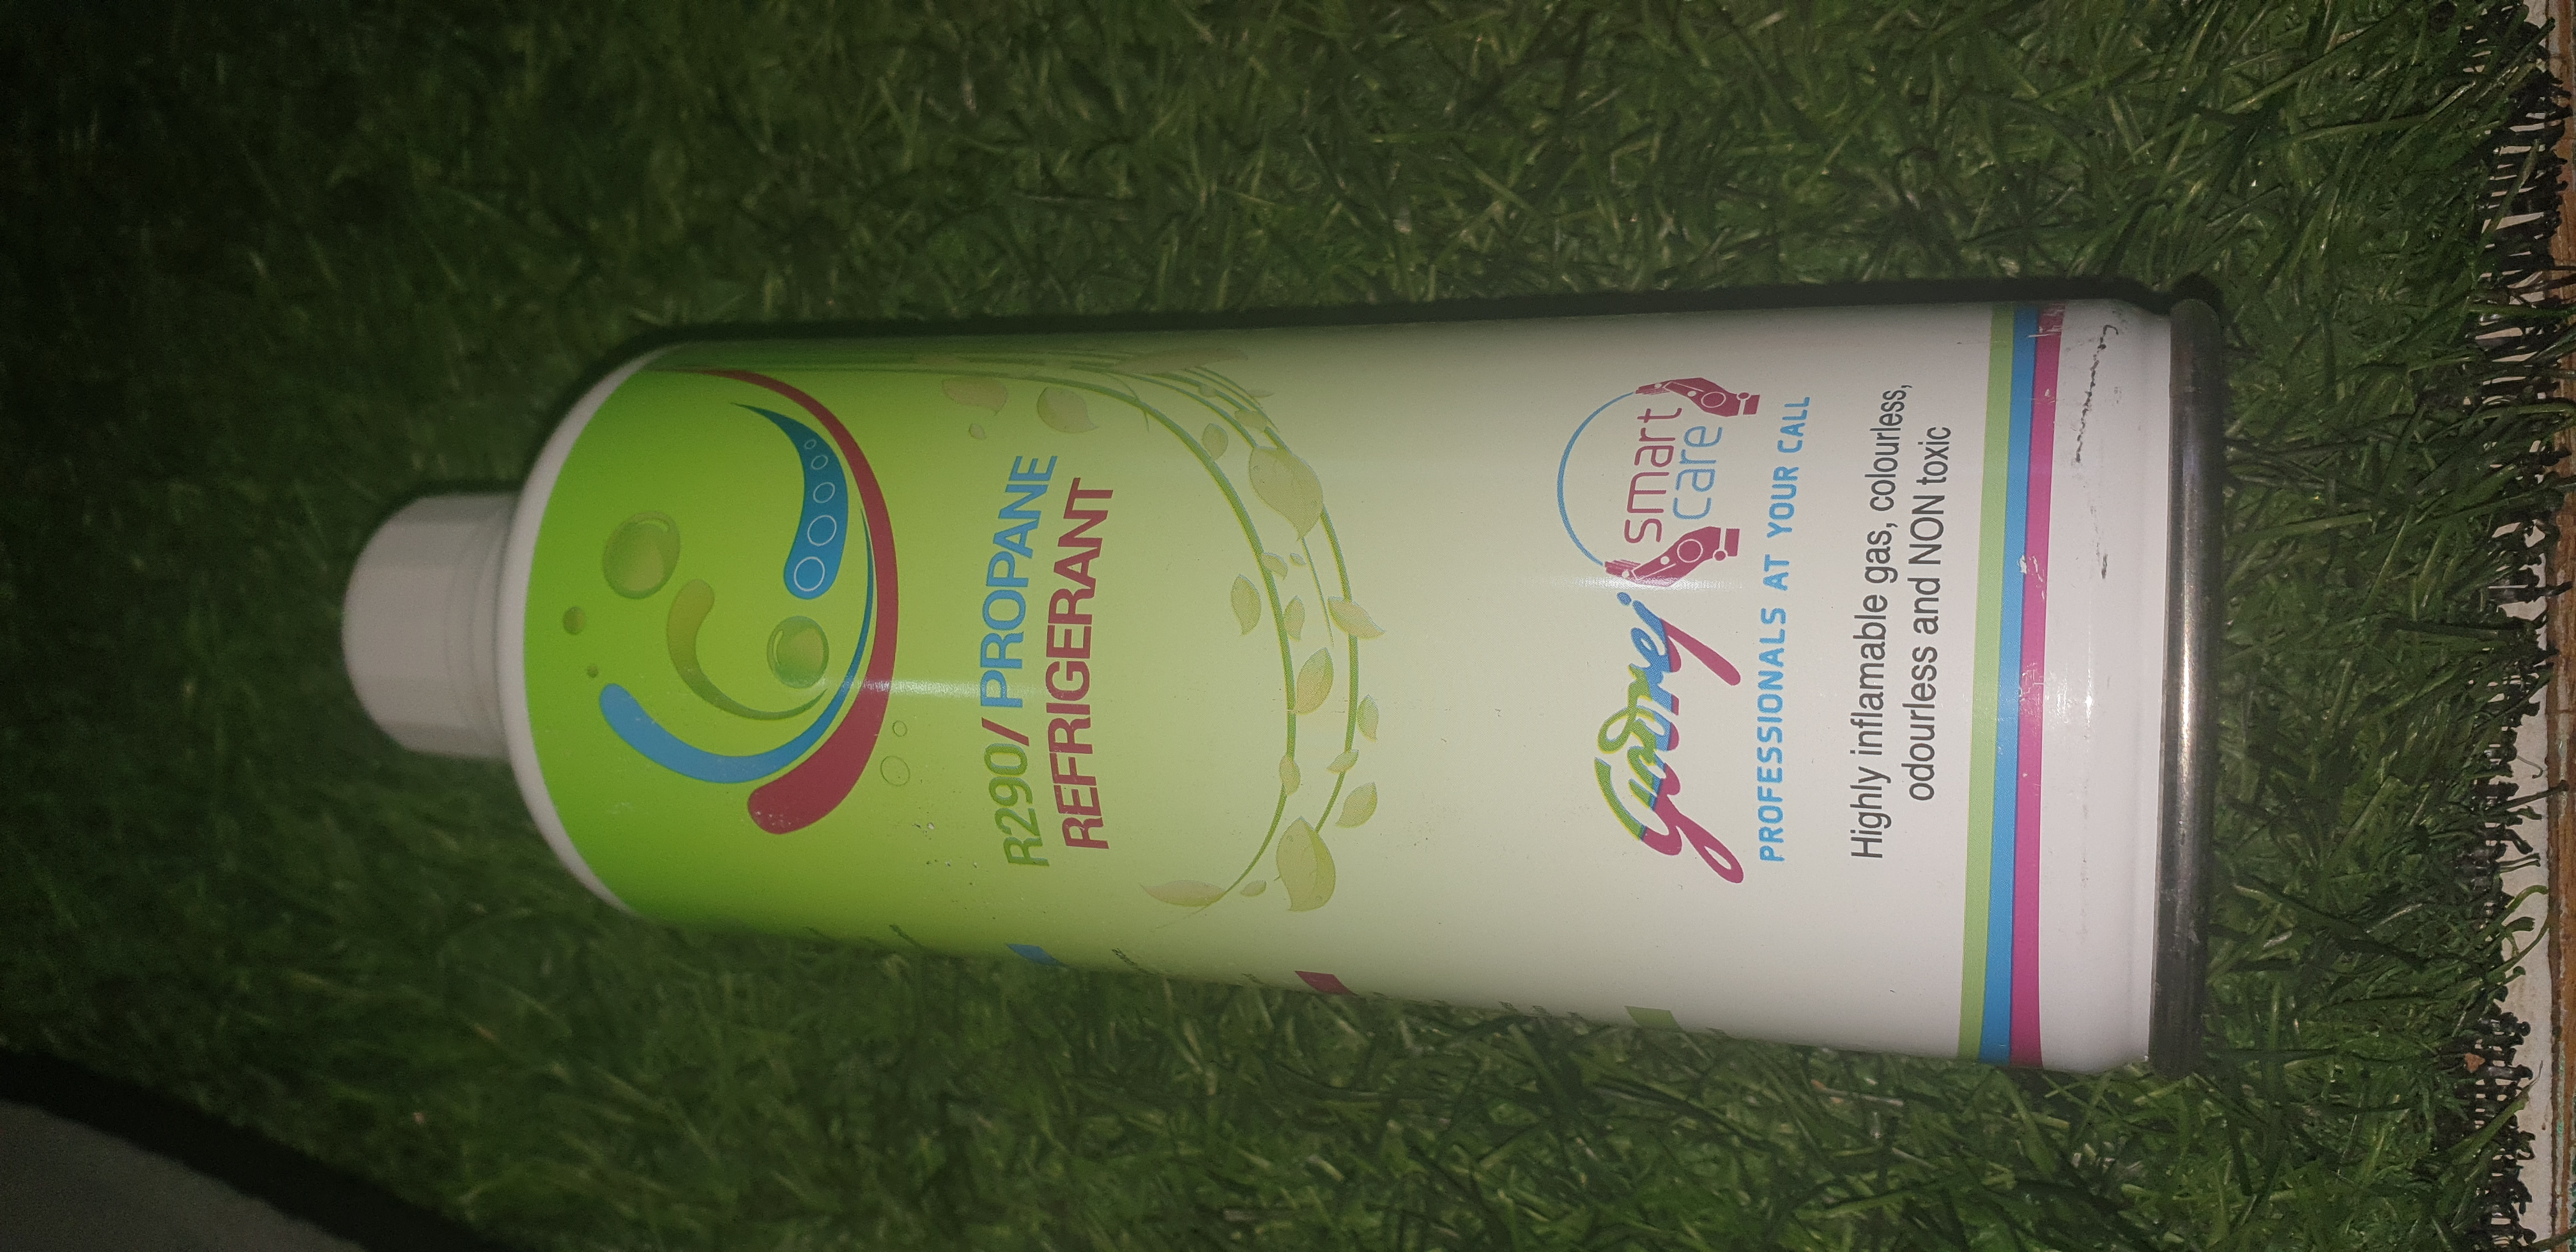 R290/ PROPANE
REFRIGERANT
Godrej smart
care
PROFESSIONALS AT YOUR CALL
Highly inflamable gas, colourless,
odourless and NON toxic